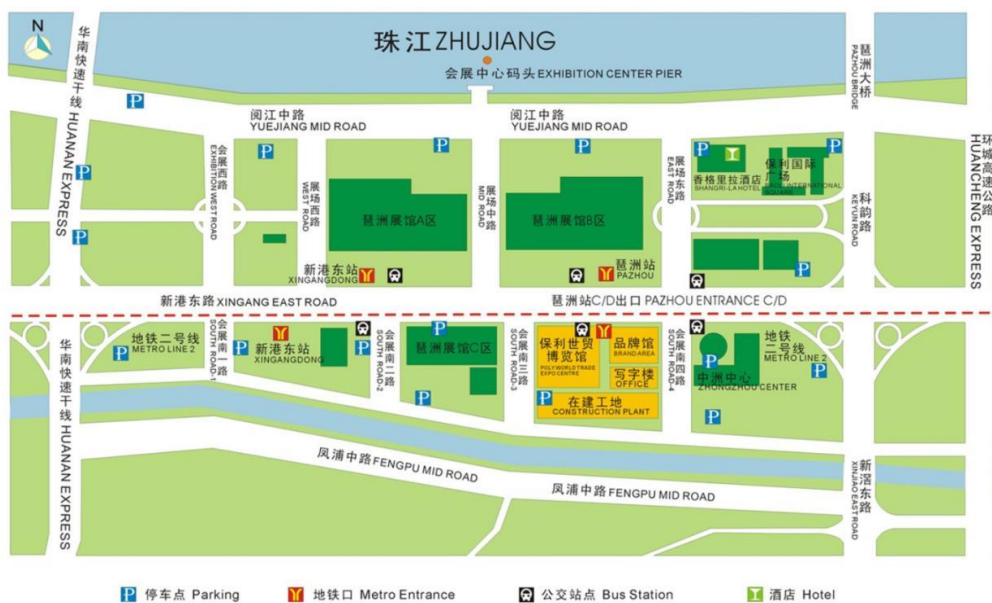 N
华南快速干线 HUANAN EXPRESS
珠江 ZHUJIANG
会展中心码头 EXHIBITION CENTER PIER
琶洲大桥
PAZHOU BRIDGE
阅江中路
YUEJIANG MID ROAD
阅江中路
YUEJIANG MID ROAD
环城高速公路
HUANCHENG EXPRESS
会展西路
EXHIBITION WEST ROAD
展场西路
WEST ROAD
琶洲展馆A区
展场中路
MID ROAD
琶洲展馆B区
展场东路
EAST ROAD
香格里拉酒店
SHANGRI-LA HOTEL
保利国际
广场
PAOLI INTERNATIONAL
SQUARE
科韵路
KEYUN ROAD
新港东站
XINGANGDONG
琶洲站
PAZHOU
新港东路 XINGANG EAST ROAD
琶洲站C/D出口 PAZHOU ENTRANCE C/D
华南快速干线 HUANAN EXPRESS
地铁二号线
METRO LINE 2
会展南一路
SOUTH ROAD-1
新港东站
XINGANGDONG
会展南二路
SOUTH ROAD-2
琶洲展馆C区
会展南三路
SOUTH ROAD-3
保利世贸
博览馆
POLY WORLD TRADE
EXPO CENTRE
品牌馆
BRAND AREA
写字楼
OFFICE
在建工地
CONSTRUCTION PLANT
会展南四路
SOUTH ROAD-4
中洲中心
ZHONGZHOU CENTER
地铁
二号线
METRO LINE 2
凤浦中路 FENGPU MID ROAD
凤浦中路 FENGPU MID ROAD
新滘东路
XINJIAO EAST ROAD
P 停车点 Parking
地铁口 Metro Entrance
公交站点 Bus Station
酒店 Hotel